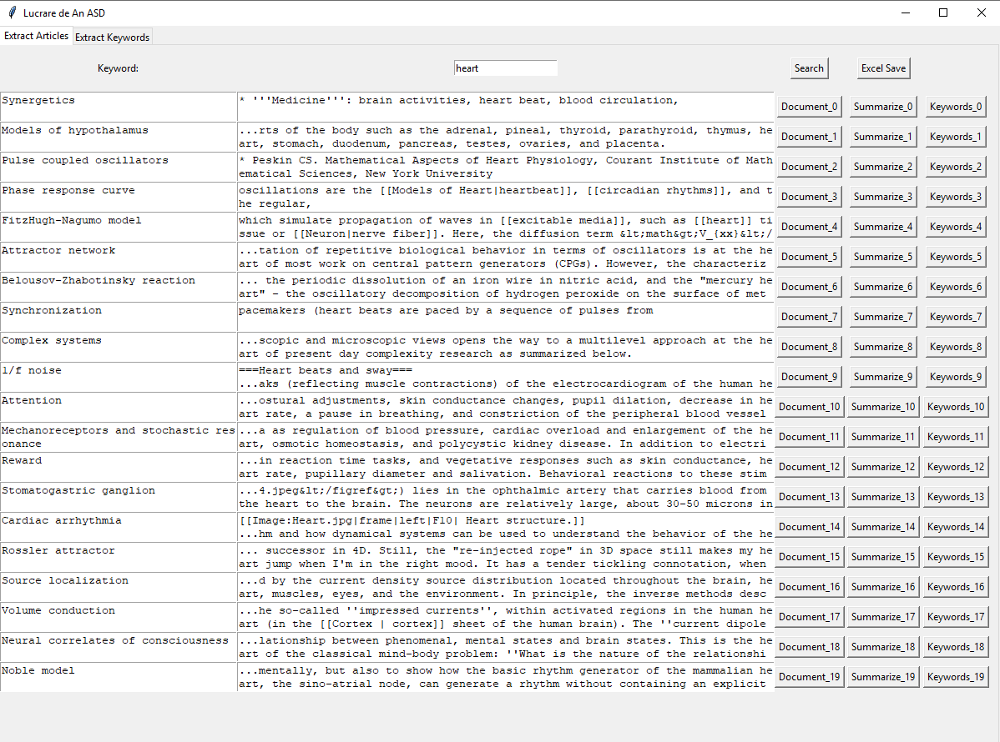 Lucrare de An ASD
Extract Articles Extract Keywords
Keyword: heart Search Excel Save
Synergetics * '''Medicine''': brain activities, heart beat, blood circulation, Document_0 Summarize_0 Keywords_0
Models of hypothalamus ...rts of the body such as the adrenal, pineal, thyroid, parathyroid, thymus, he Document_1 Summarize_1 Keywords_1
art, stomach, duodenum, pancreas, testes, ovaries, and placenta.
Pulse coupled oscillators * Peskin CS. Mathematical Aspects of Heart Physiology, Courant Institute of Math Document_2 Summarize_2 Keywords_2
ematical Sciences, New York University
Phase response curve oscillations are the [[Models of Heart|heartbeat]], [[circadian rhythms]], and t Document_3 Summarize_3 Keywords_3
he regular,
FitzHugh-Nagumo model which simulate propagation of waves in [[excitable media]], such as [[heart]] ti Document_4 Summarize_4 Keywords_4
ssue or [[Neuron|nerve fiber]]. Here, the diffusion term &lt;math&gt;V_{xx}&lt;/
Attractor network ...tation of repetitive biological behavior in terms of oscillators is at the he Document_5 Summarize_5 Keywords_5
art of most work on central pattern generators (CPGs). However, the characteriz
Belousov-Zhabotinsky reaction ... the periodic dissolution of an iron wire in nitric acid, and the "mercury he Document_6 Summarize_6 Keywords_6
art" - the oscillatory decomposition of hydrogen peroxide on the surface of met
Synchronization pacemakers (heart beats are paced by a sequence of pulses from Document_7 Summarize_7 Keywords_7
Complex systems ...scopic and microscopic views opens the way to a multilevel approach at the he Document_8 Summarize_8 Keywords_8
art of present day complexity research as summarized below.
1/f noise ===Heart beats and sway=== Document_9 Summarize_9 Keywords_9
...aks (reflecting muscle contractions) of the electrocardiogram of the human he
Attention ...ostural adjustments, skin conductance changes, pupil dilation, decrease in he Document_10 Summarize_10 Keywords_10
art rate, a pause in breathing, and constriction of the peripheral blood vessel
Mechanoreceptors and stochastic res ...a as regulation of blood pressure, cardiac overload and enlargement of the he Document_11 Summarize_11 Keywords_11
onance art, osmotic homeostasis, and polycystic kidney disease. In addition to electri
Reward ...in reaction time tasks, and vegetative responses such as skin conductance, he Document_12 Summarize_12 Keywords_12
art rate, pupillary diameter and salivation. Behavioral reactions to these stim
Stomatogastric ganglion ...4.jpeg&lt;/figref&gt;) lies in the ophthalmic artery that carries blood from Document_13 Summarize_13 Keywords_13
the heart to the brain. The neurons are relatively large, about 30-50 microns in
Cardiac arrhythmia [[Image:Heart.jpg|frame|left|F10| Heart structure.]] Document_14 Summarize_14 Keywords_14
...hm and how dynamical systems can be used to understand the behavior of the he
Rossler attractor ... successor in 4D. Still, the "re-injected rope" in 3D space still makes my he Document_15 Summarize_15 Keywords_15
art jump when I'm in the right mood. It has a tender tickling connotation, when
Source localization ...d by the current density source distribution located throughout the brain, he Document_16 Summarize_16 Keywords_16
art, muscles, eyes, and the environment. In principle, the inverse methods desc
Volume conduction ...he so-called ''impressed currents'', within activated regions in the human he Document_17 Summarize_17 Keywords_17
art (in the [[Cortex | cortex]] sheet of the human brain). The ''current dipole
Neural correlates of consciousness ...lationship between phenomenal, mental states and brain states. This is the he Document_18 Summarize_18 Keywords_18
art of the classical mind-body problem: ''What is the nature of the relationshi
Noble model ...mentally, but also to show how the basic rhythm generator of the mammalian he Document_19 Summarize_19 Keywords_19
art, the sino-atrial node, can generate a rhythm without containing an explicit